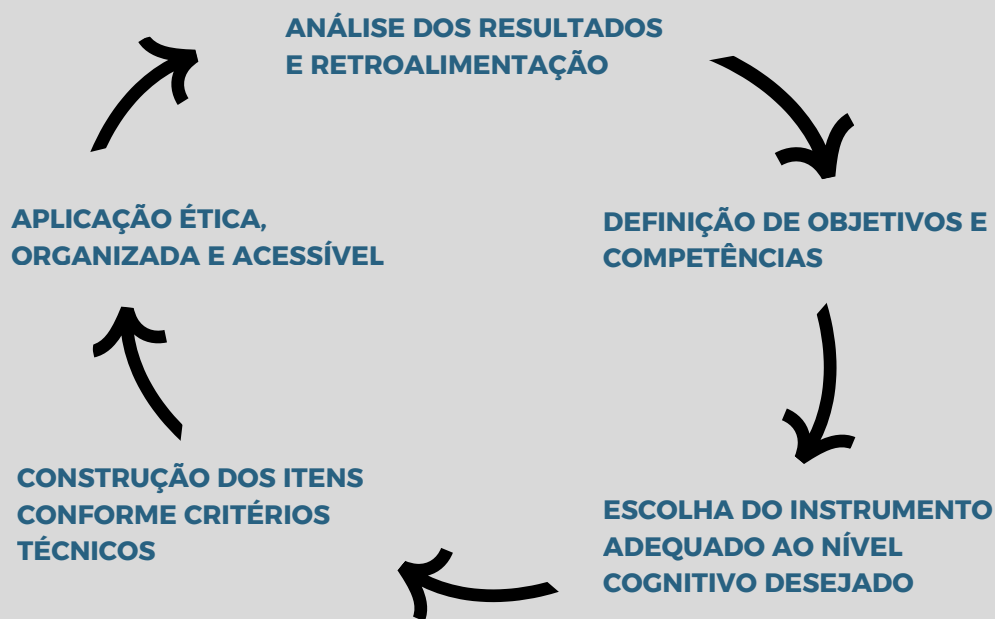 ANÁLISE DOS RESULTADOS
E RETROALIMENTAÇÃO
APLICAÇÃO ÉTICA,
ORGANIZADA E ACESSÍVEL
DEFINIÇÃO DE OBJETIVOS E
COMPETÊNCIAS
CONSTRUÇÃO DOS ITENS
CONFORME CRITÉRIOS
TÉCNICOS
ESCOLHA DO INSTRUMENTO
ADEQUADO AO NÍVEL
COGNITIVO DESEJADO